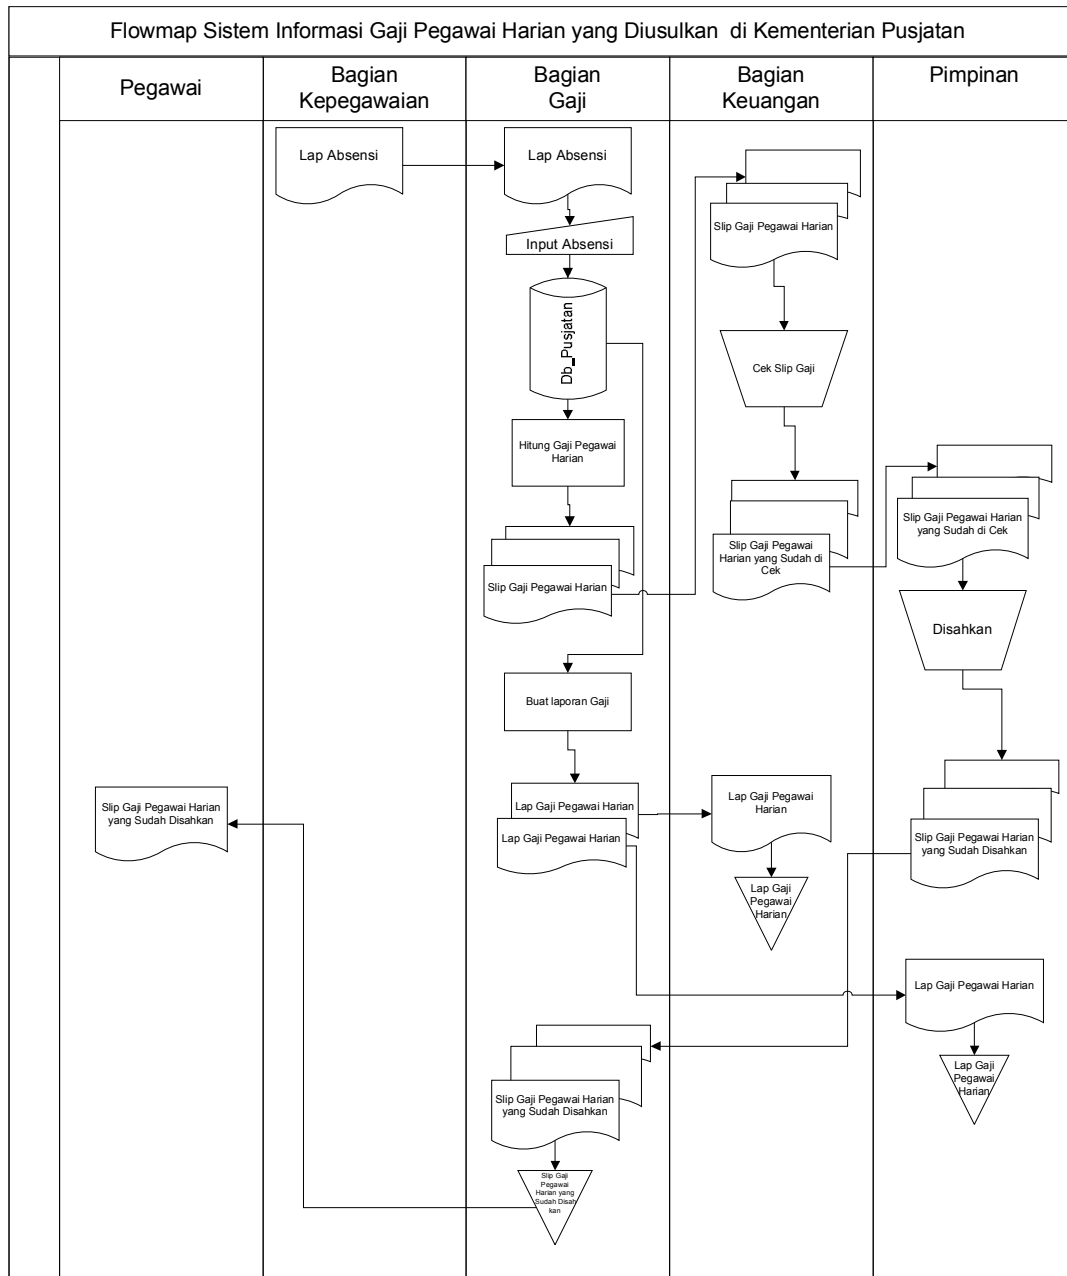 Flowmap Sistem Informasi Gaji Pegawai Harian yang Diusulkan  di Kementerian Pusjatan
Pegawai
Bagian
Kepegawaian
Bagian
Gaji
Bagian
Keuangan
Pimpinan
Lap Absensi
Lap Absensi
Input Absensi
Db_Pusjatan
Hitung Gaji Pegawai
Harian
Slip Gaji Pegawai Harian
Slip Gaji Pegawai Harian
Cek Slip Gaji
Slip Gaji Pegawai
Harian yang Sudah di
Cek
Slip Gaji Pegawai Harian
yang Sudah di Cek
Disahkan
Buat laporan Gaji
Lap Gaji Pegawai Harian
Lap Gaji Pegawai Harian
Lap Gaji Pegawai
Harian
Lap Gaji
Pegawai
Harian
Slip Gaji Pegawai Harian
yang Sudah Disahkan
Slip Gaji Pegawai Harian
yang Sudah Disahkan
Lap Gaji Pegawai Harian
Lap Gaji
Pegawai
Harian
Slip Gaji Pegawai Harian
yang Sudah Disahkan
Slip Gaji
Pegawai
Harian yang
Sudah Disah
kan